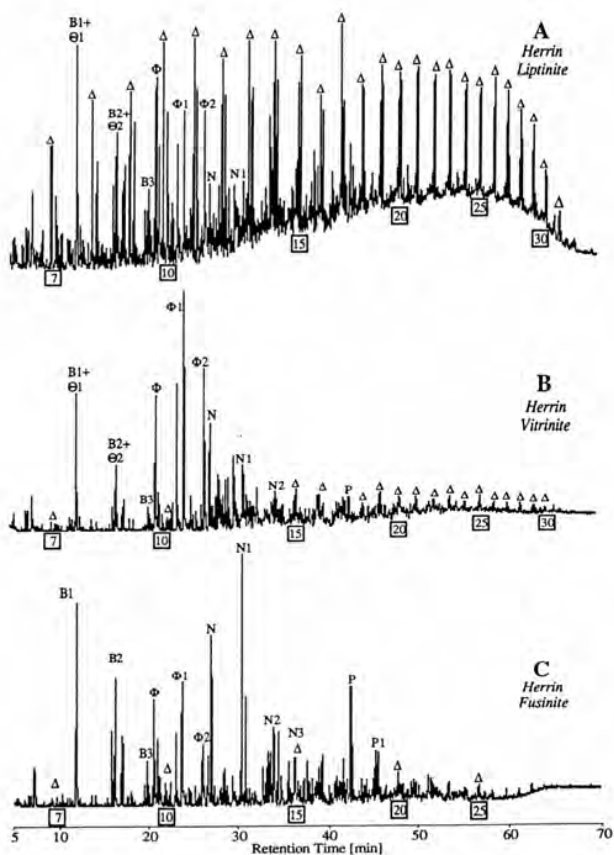 A
Herrin
Liptinite
B1+
Θ1
Δ Δ Δ Φ Δ Δ Δ Δ Δ Δ Δ Δ Δ Δ Δ Δ Δ Δ Δ Δ Δ Δ Δ Δ Δ
B2+
Θ2
Φ1 Φ2
B3 N N1
7 10 15 20 25 30
B
Herrin
Vitrinite
Φ1
B1+
Θ1
Φ Φ2
N
B2+
Θ2
N1
B3 N2
Δ Δ Δ Δ P Δ Δ Δ Δ Δ Δ Δ Δ Δ Δ Δ
7 10 15 20 25 30
C
Herrin
Fusinite
B1 N1
N
B2
Φ Φ1
P
B3 Φ2 N2 N3
P1
Δ Δ Δ Δ Δ
7 10 15 20 25
5 10 20 30 40 50 60 70
Retention Time [min]